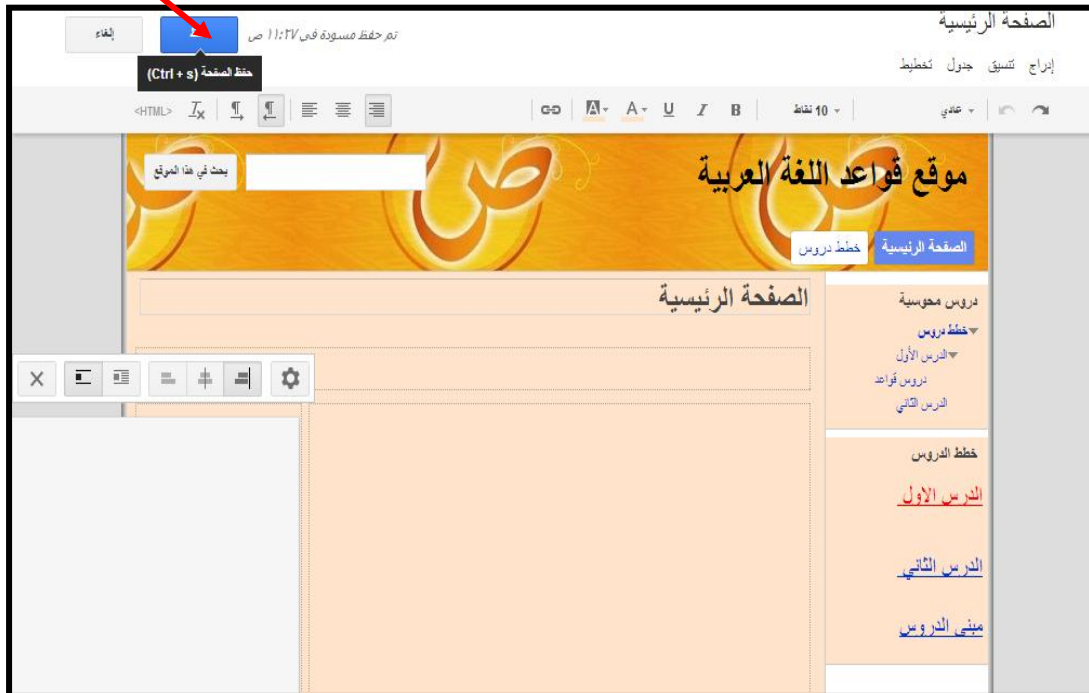 الصفحة الرئيسية
تم حفظ مسودة في ١١:٢٧ ص
إلغاء
حفظ الصفحة (Ctrl + s)
إدراج تنسيق جدول تخطيط
عادي
10 نقاط
B I U A A
<HTML>
موقع قواعد اللغة العربية
بحث في هذا الموقع
ص ص ص
الصفحة الرئيسية
خطط دروس
الصفحة الرئيسية
دروس محوسبة
خطط دروس
الدرس الأول
دروس قواعد
الدرس الثاني
خطط الدروس
الدرس الاول
الدرس الثاني
مبنى الدروس